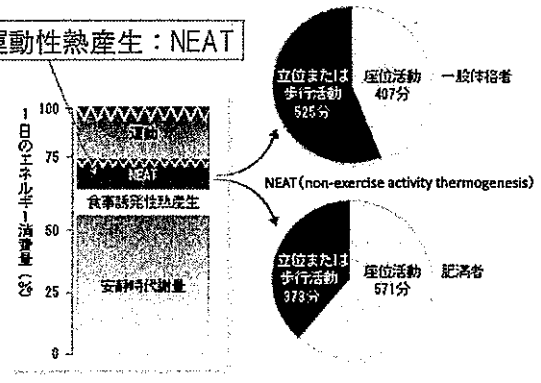 運動性熱産生：NEAT
1日のエネルギー消費量（%）
100
75
50
25
0
運動
NEAT
食事誘発性熱産生
安静時代謝量
立位または
歩行活動
525分
座位活動
407分
一般体格者
NEAT(non-exercise activity thermogenesis)
立位または
歩行活動
373分
座位活動
571分
肥満者